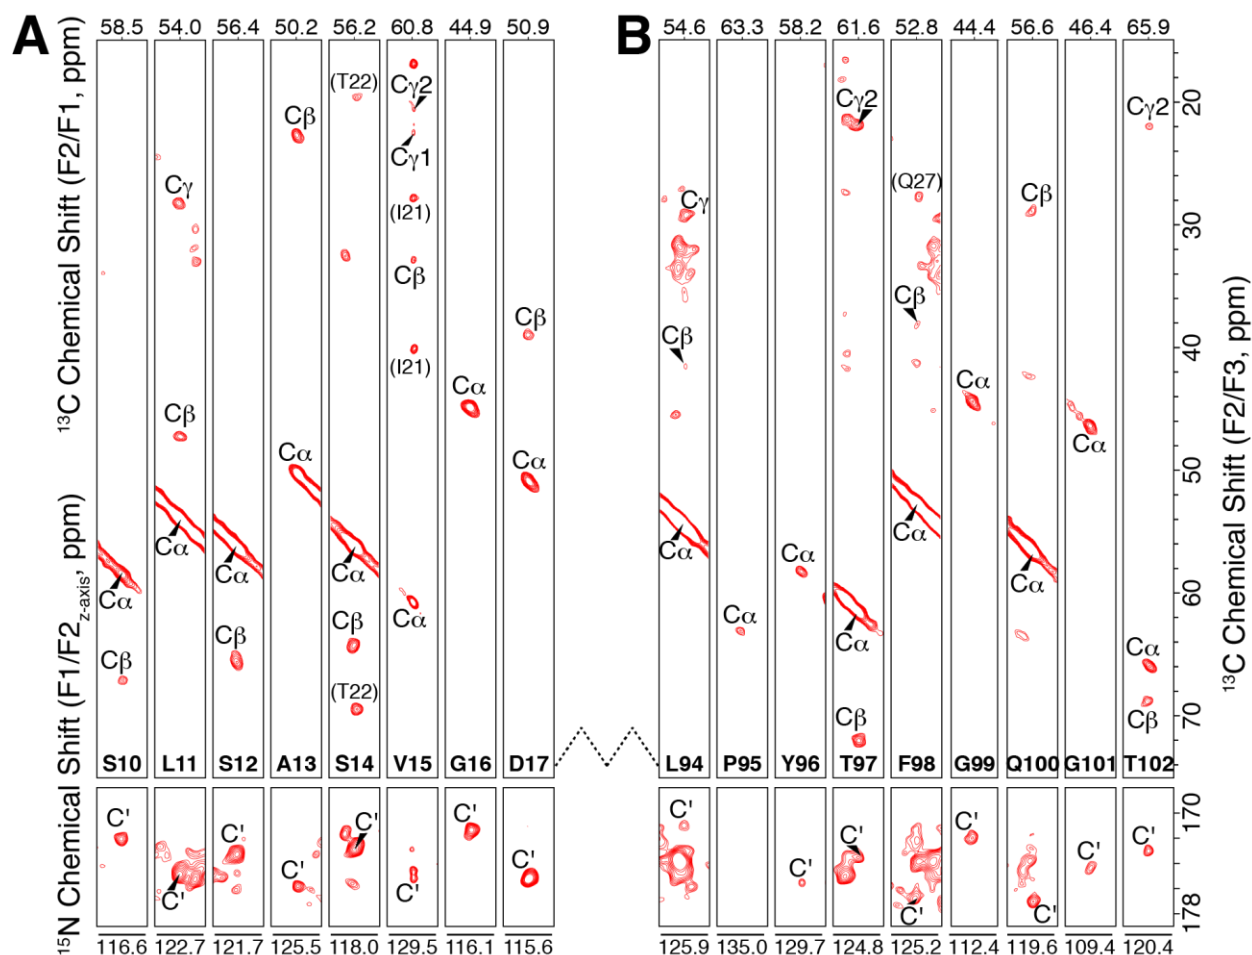 A
58.5 54.0 56.4 50.2 56.2 60.8 44.9 50.9
B
54.6 63.3 58.2 61.6 52.8 44.4 56.6 46.4 65.9
¹³C Chemical Shift (F2/F1, ppm)
¹⁵N Chemical Shift (F1/F2z-axis, ppm)
Cβ
Cα
C'
S10
116.6
Cγ
Cβ
Cα
C'
L11
122.7
Cα
Cβ
C'
S12
121.7
Cβ
Cα
C'
A13
125.5
(T22)
Cα
Cβ
(T22)
C'
S14
118.0
Cγ2
Cγ1
(I21)
Cβ
(I21)
Cα
C'
V15
129.5
Cα
C'
G16
116.1
Cβ
Cα
C'
D17
115.6
Cγ
Cβ
Cα
C'
L94
125.9
Cα
P95
135.0
Cα
C'
Y96
129.7
Cγ2
Cα
Cβ
C'
T97
124.8
(Q27)
Cβ
Cα
C'
F98
125.2
Cα
C'
G99
112.4
Cβ
Cα
C'
Q100
119.6
Cα
C'
G101
109.4
Cγ2
Cα
Cβ
C'
T102
120.4
20
30
40
50
60
70
170
178
¹³C Chemical Shift (F2/F3, ppm)